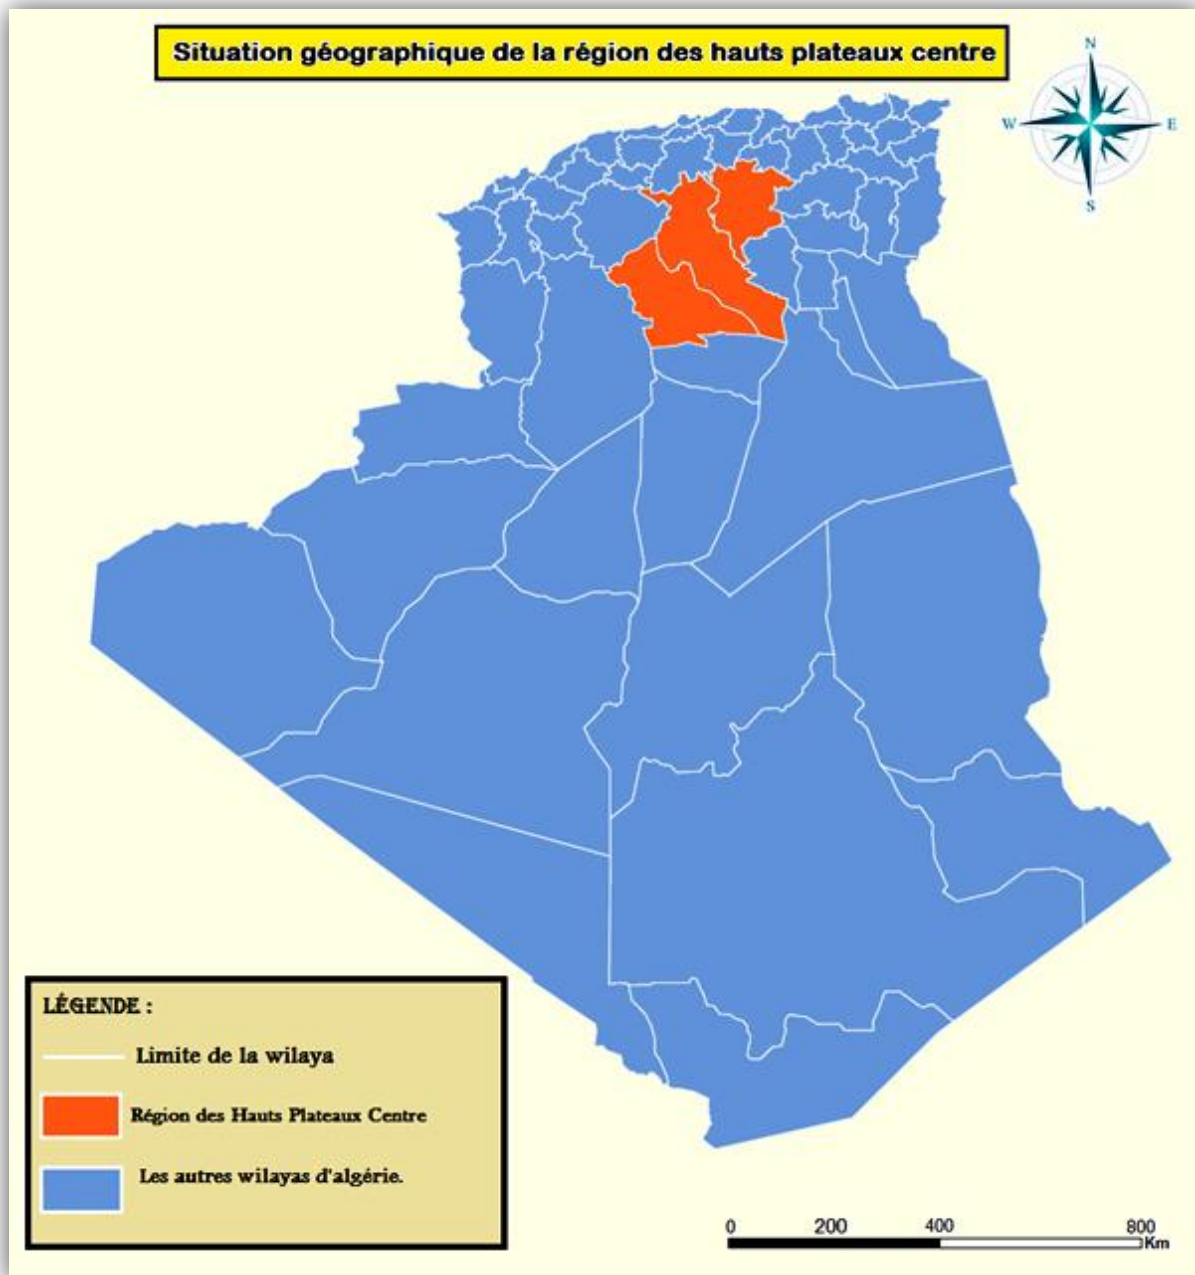 Situation géographique de la région des hauts plateaux centre
N
W
E
S
LÉGENDE :
Limite de la wilaya
Région des Hauts Plateaux Centre
Les autres wilayas d'algérie.
0 200 400 800
Km